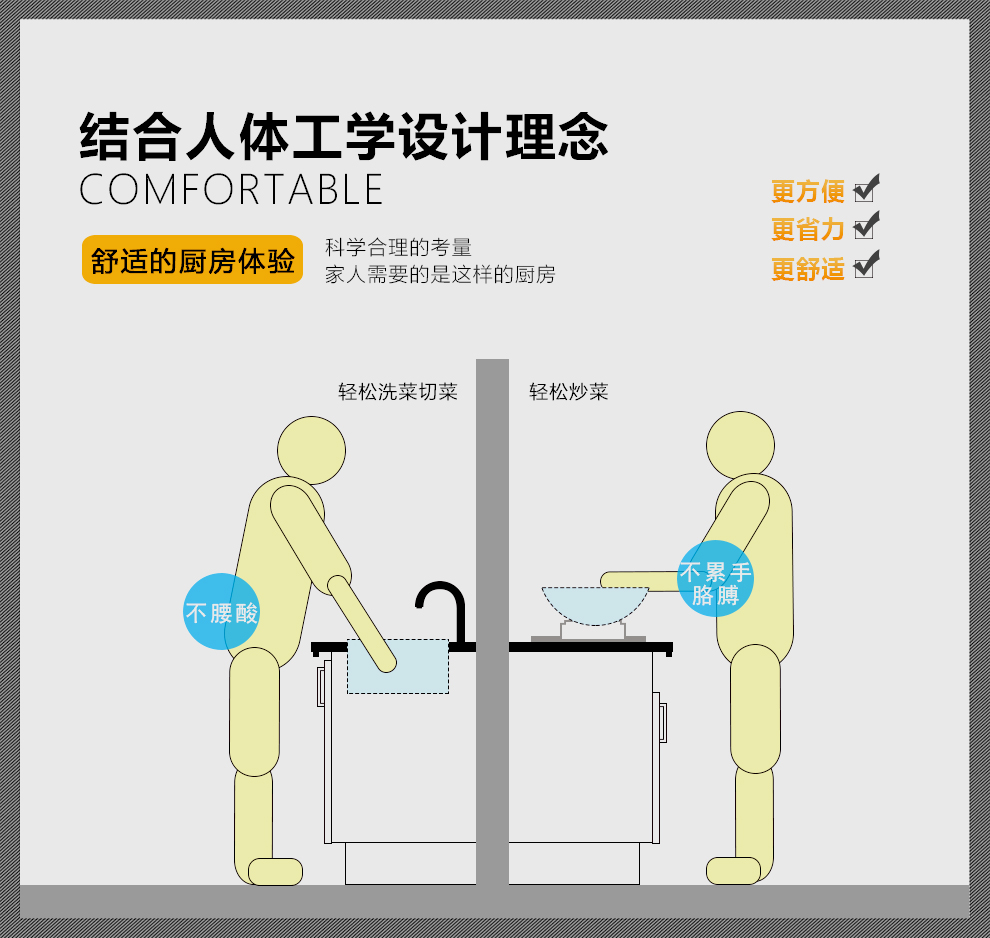 结合人体工学设计理念
COMFORTABLE
舒适的厨房体验
科学合理的考量
家人需要的是这样的厨房
更方便
更省力
更舒适
轻松洗菜切菜
轻松炒菜
不腰酸
不累手
胳膊